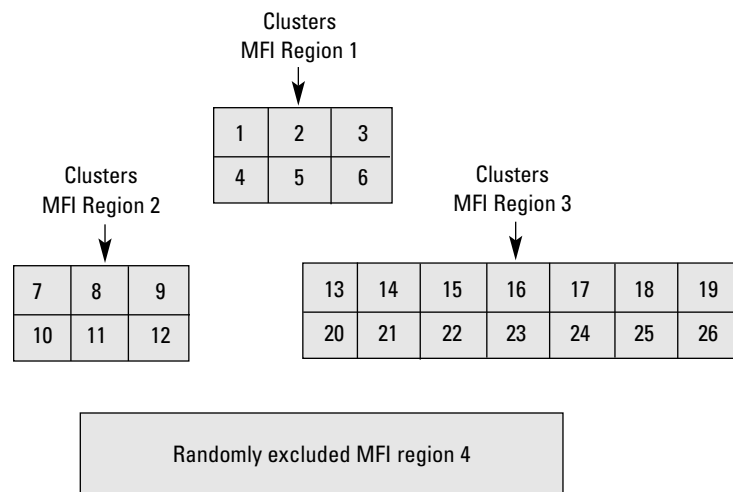 Clusters
MFI Region 1
1 2 3
4 5 6
Clusters
MFI Region 2
7 8 9
10 11 12
Clusters
MFI Region 3
13 14 15 16 17 18 19
20 21 22 23 24 25 26
Randomly excluded MFI region 4